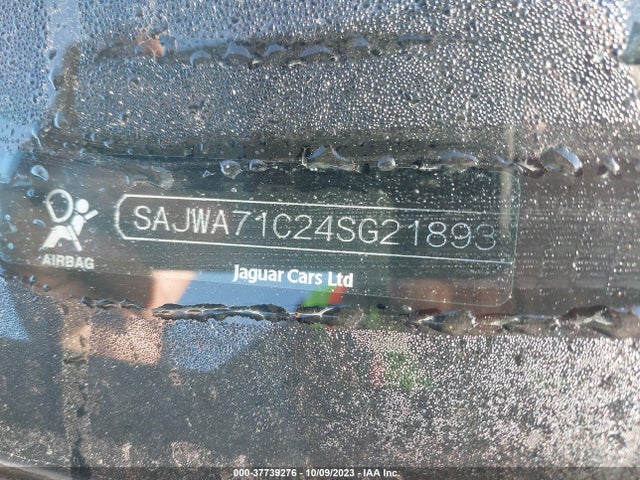 SAJWA71C24SG21893
AIRBAG
Jaguar Cars Ltd
000-37739276 | 10/09/2023 - IAA Inc.